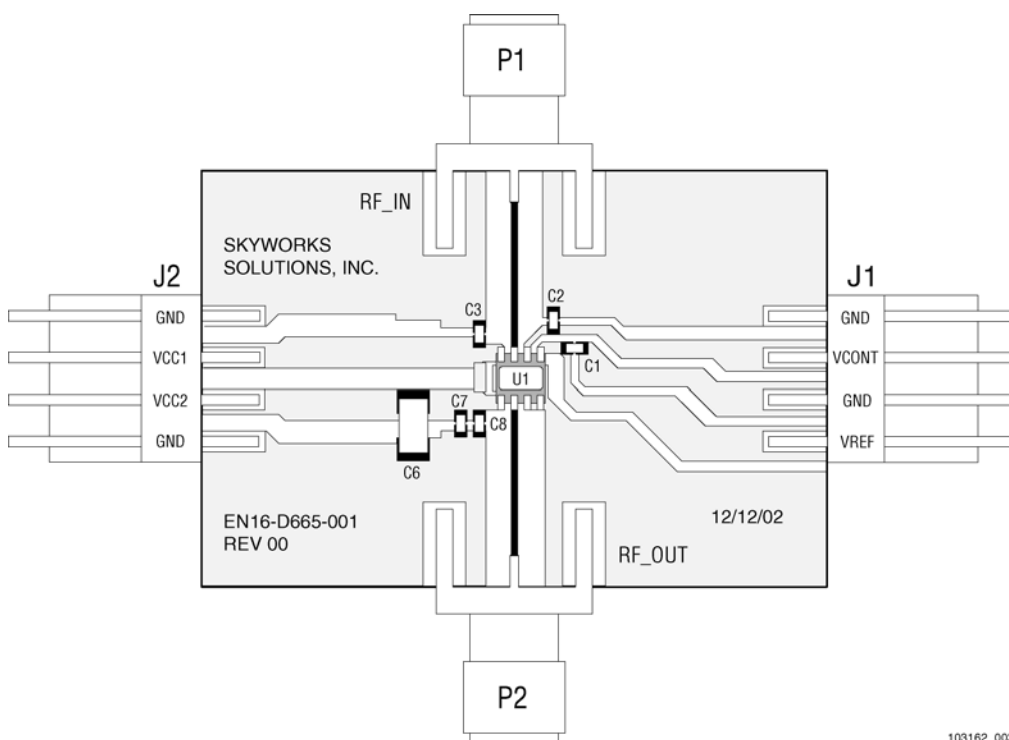 P1
RF_IN
SKYWORKS
SOLUTIONS, INC.
J2
J1
C3
C2
GND
GND
VCC1
VCONT
C1
U1
VCC2
GND
C7
C8
GND
VREF
C6
EN16-D665-001
REV 00
12/12/02
RF_OUT
P2